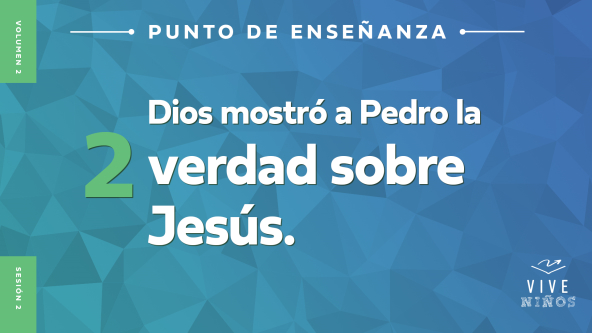 VOLUMEN 2
PUNTO DE ENSEÑANZA
2
Dios mostró a Pedro la
verdad sobre
Jesús.
SESIÓN 2
VIVE
NIÑOS